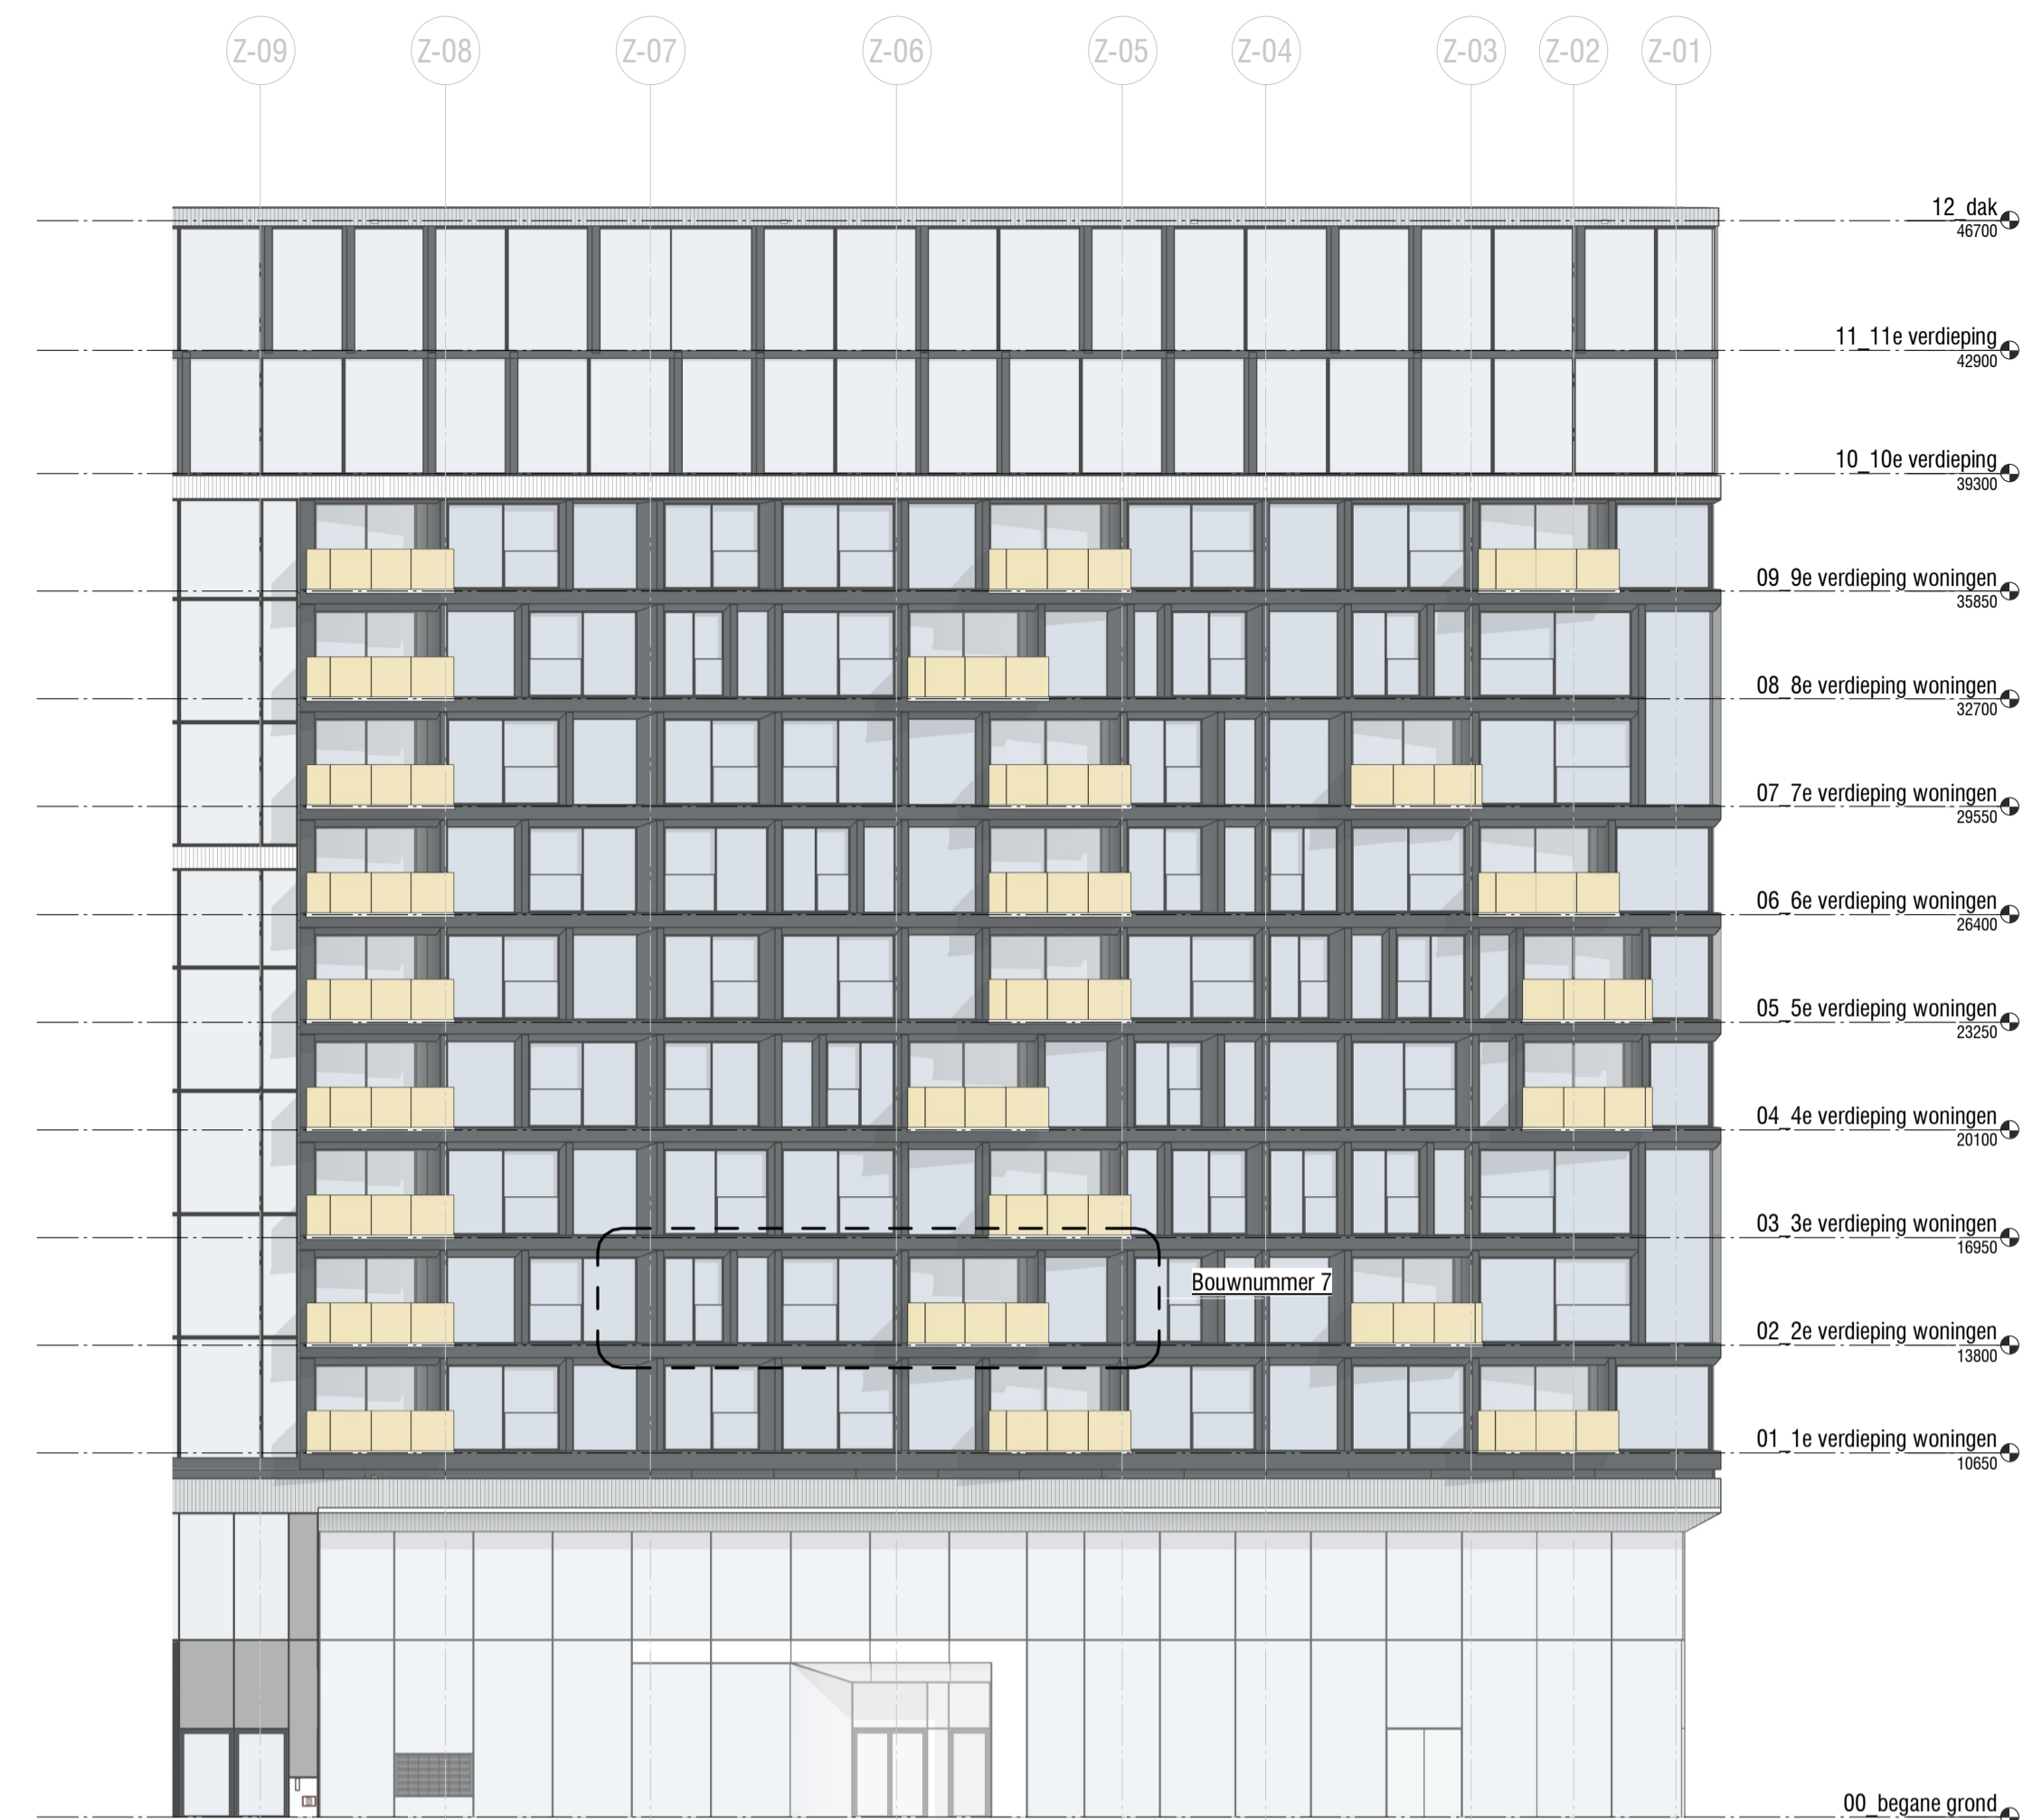 Z-09 Z-08 Z-07 Z-06 Z-05 Z-04 Z-03 Z-02 Z-01
12_dak
46700
11_11e verdieping
42900
10_10e verdieping
39300
09_9e verdieping woningen
35850
08_8e verdieping woningen
32700
07_7e verdieping woningen
29550
06_6e verdieping woningen
26400
05_5e verdieping woningen
23250
04_4e verdieping woningen
20100
03_3e verdieping woningen
16950
Bouwnummer 7
02_2e verdieping woningen
13800
01_1e verdieping woningen
10650
00_begane grond